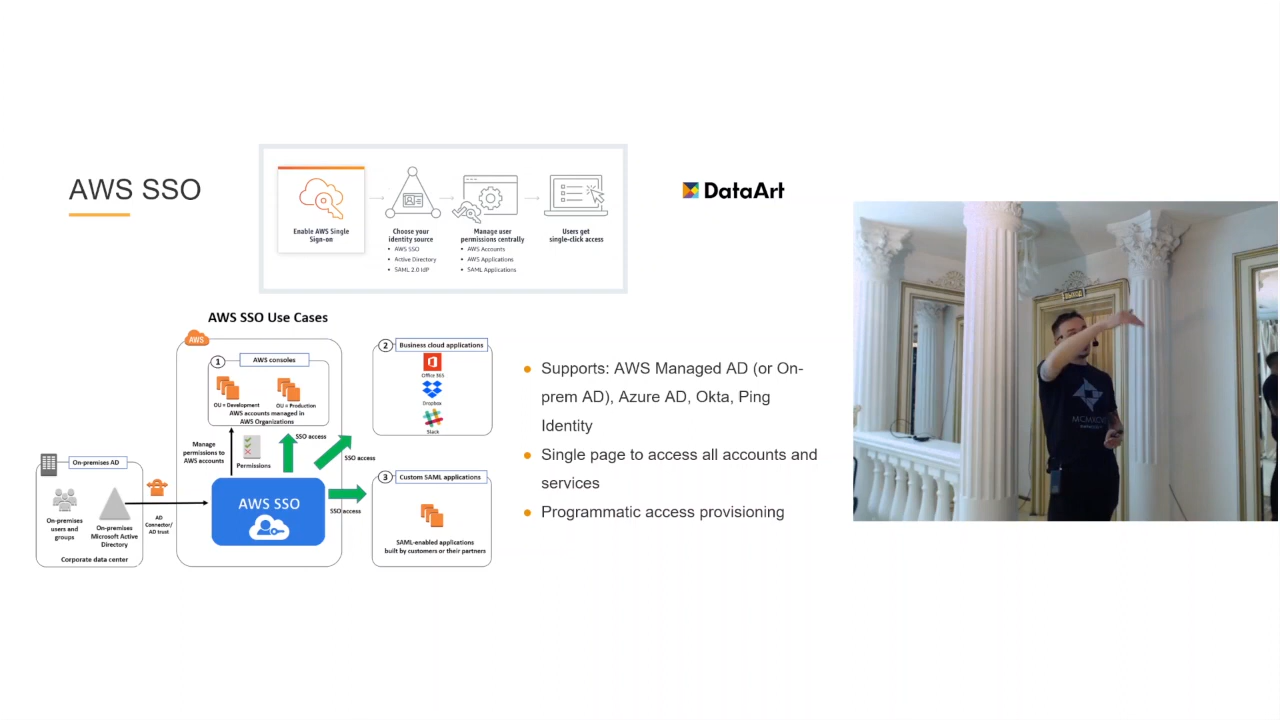 AWS SSO
Enable AWS Single
Sign-on
Choose your
identity source
• AWS SSO
• Active Directory
• SAML 2.0 IdP
Manage user
permissions centrally
• AWS Accounts
• AWS Applications
• SAML Applications
Users get
single-click access
DataArt
AWS SSO Use Cases
AWS
1
AWS consoles
OU = Development
OU = Production
AWS accounts managed in
AWS Organizations
Manage
permissions to
AWS accounts
Permissions
SSO access
SSO access
SSO access
AWS SSO
On-premises AD
On-premises
users and
groups
On-premises
Microsoft Active
Directory
Corporate data center
AD
Connector/
AD trust
2
Business cloud applications
Office 365
Dropbox
Slack
3
Custom SAML applications
SAML-enabled applications
built by customers or their partners
• Supports: AWS Managed AD (or On-
prem AD), Azure AD, Okta, Ping
Identity
• Single page to access all accounts and
services
• Programmatic access provisioning